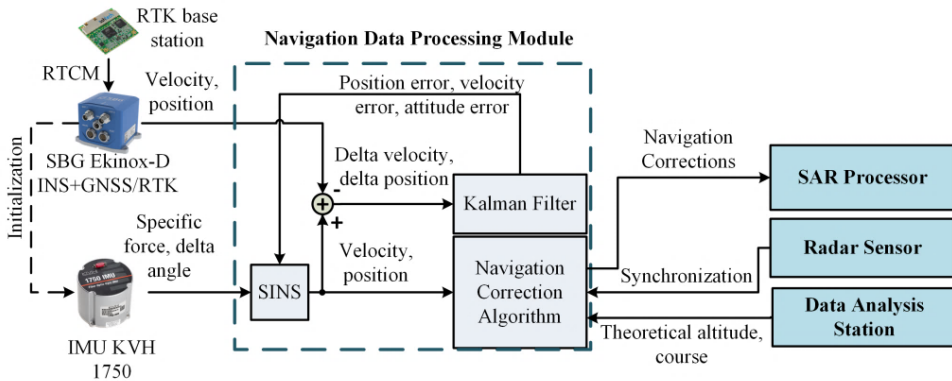 RTK base
station
Navigation Data Processing Module
RTCM
Velocity,
position
Position error, velocity
error, attitude error
SBG Ekinox-D
INS+GNSS/RTK
Initialization
Delta velocity,
delta position
-
+
Kalman Filter
Navigation
Corrections
SAR Processor
Specific
force, delta
angle
1750 IMU
SINS
Velocity,
position
Navigation
Correction
Algorithm
Synchronization
Radar Sensor
Data Analysis
Station
Theoretical altitude,
course
IMU KVH
1750